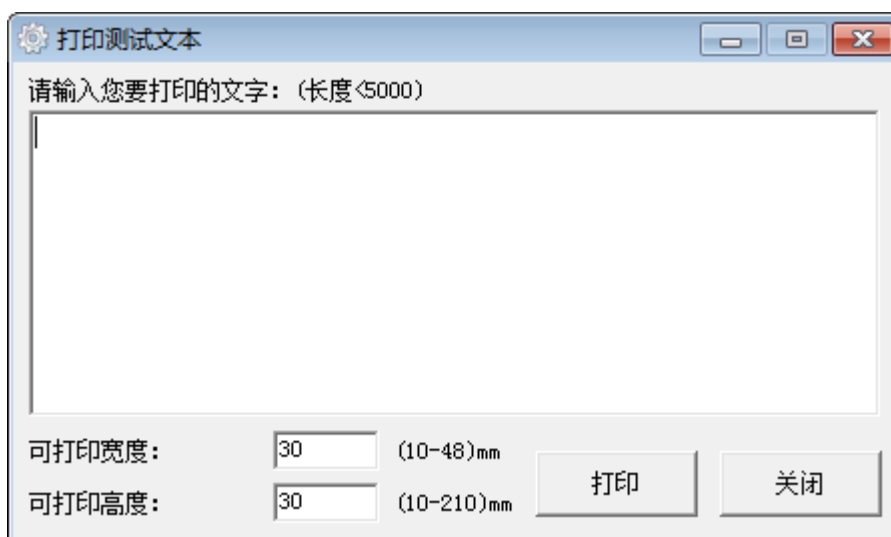 打印测试文本
请输入您要打印的文字：(长度<5000)
可打印宽度： 30 (10-48)mm
可打印高度： 30 (10-210)mm
打印 关闭